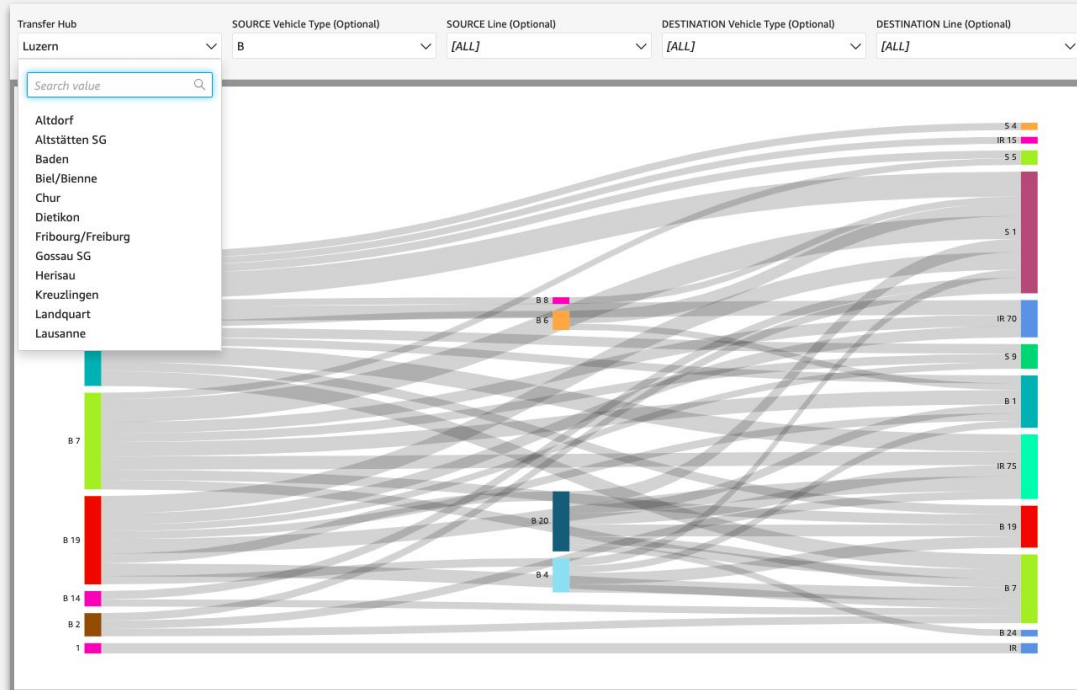 Transfer Hub
SOURCE Vehicle Type (Optional)
SOURCE Line (Optional)
DESTINATION Vehicle Type (Optional)
DESTINATION Line (Optional)
Luzern
B
[ALL]
[ALL]
[ALL]
Search value
Altdorf
Altstätten SG
Baden
Biel/Bienne
Chur
Dietikon
Fribourg/Freiburg
Gossau SG
Herisau
Kreuzlingen
Landquart
Lausanne
B 7
B 19
B 14
B 2
1
B 8
B 6
B 20
B 4
S 4
IR 15
S 5
S 1
IR 70
S 9
B 1
IR 75
B 19
B 7
B 24
IR